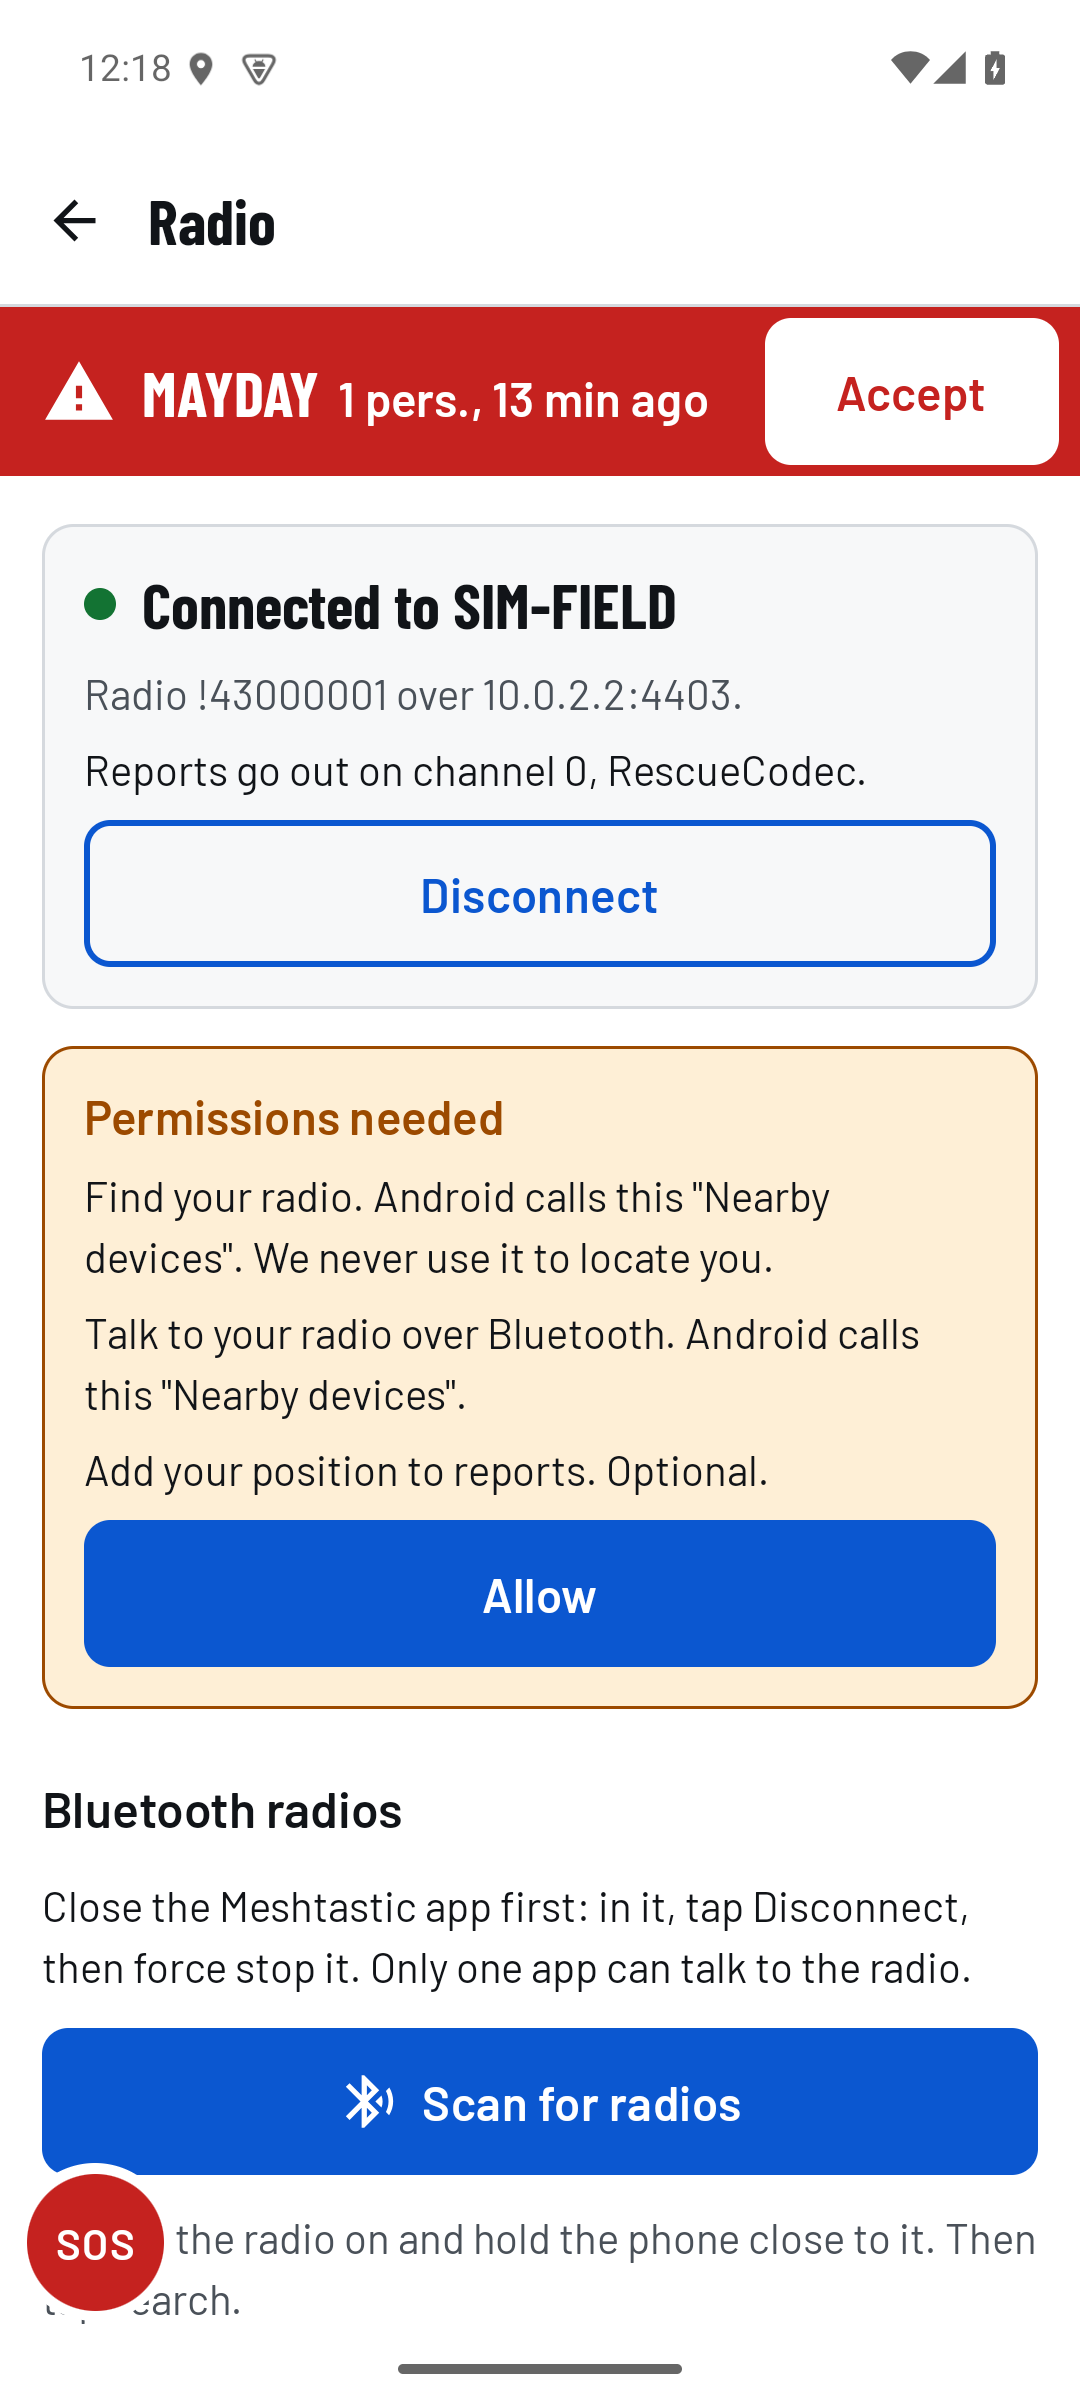 12:18
Radio
MAYDAY 1 pers., 13 min ago
Accept
Connected to SIM-FIELD
Radio !43000001 over 10.0.2.2:4403.
Reports go out on channel 0, RescueCodec.
Disconnect
Permissions needed
Find your radio. Android calls this "Nearby
devices". We never use it to locate you.
Talk to your radio over Bluetooth. Android calls
this "Nearby devices".
Add your position to reports. Optional.
Allow
Bluetooth radios
Close the Meshtastic app first: in it, tap Disconnect,
then force stop it. Only one app can talk to the radio.
Scan for radios
SOS
the radio on and hold the phone close to it. Then